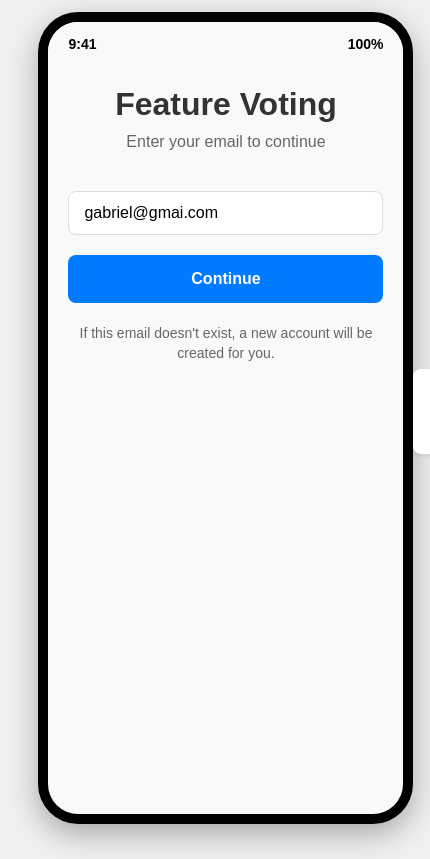 9:41 100%
Feature Voting
Enter your email to continue
gabriel@gmai.com
Continue
If this email doesn't exist, a new account will be
created for you.